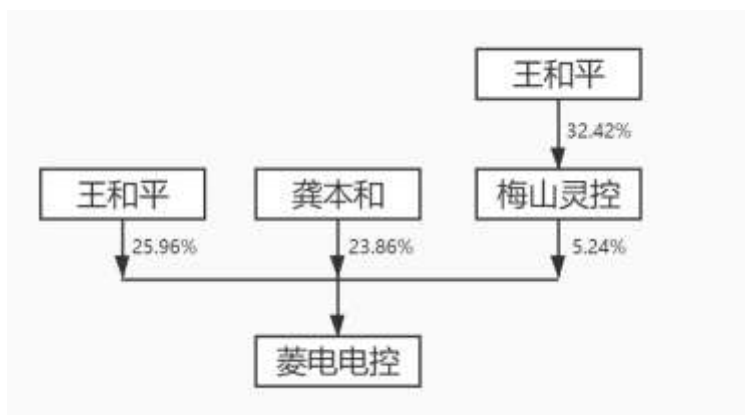 王和平
32.42%
王和平
龚本和
梅山灵控
25.96%
23.86%
5.24%
菱电电控